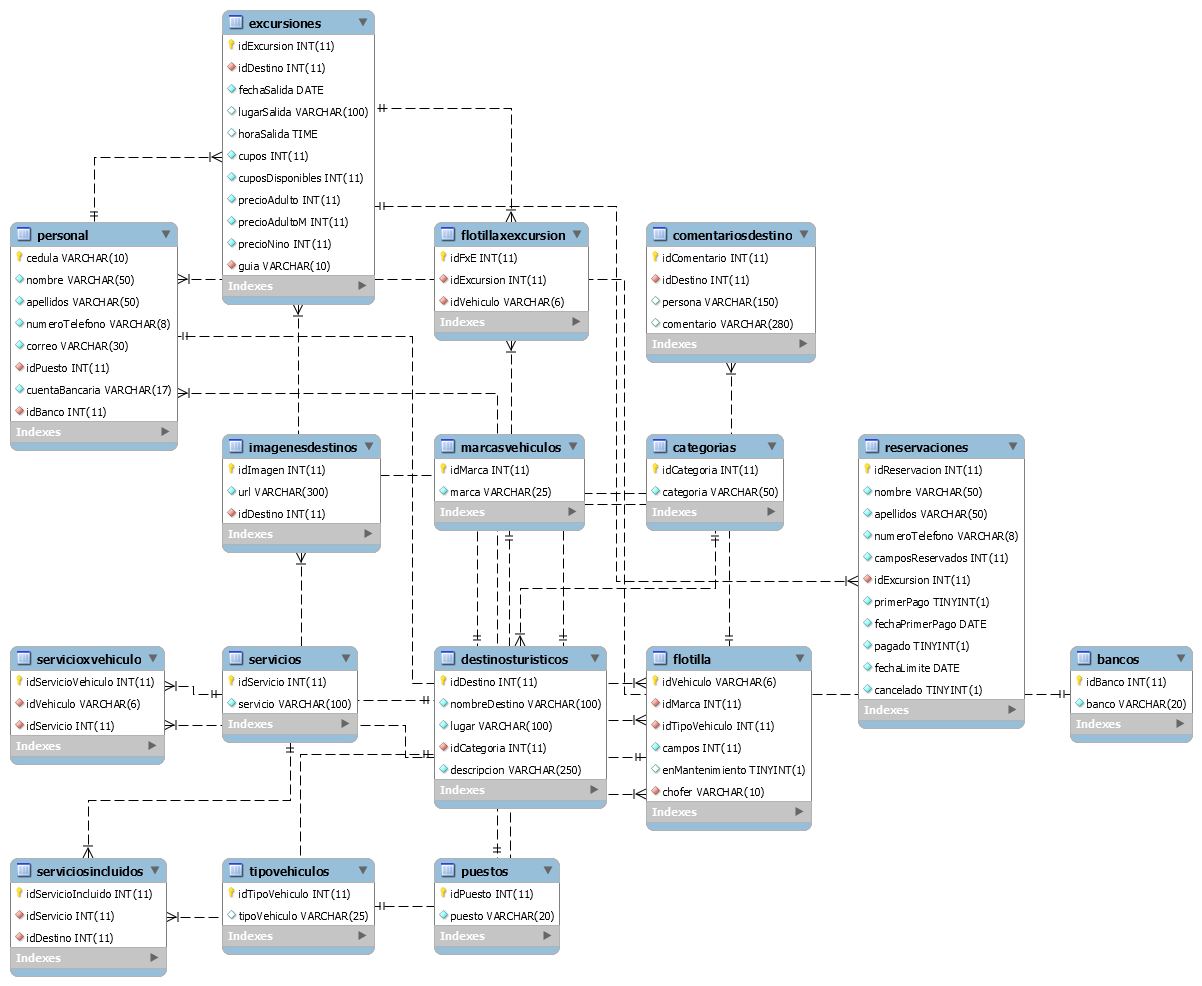 excursiones
idExcursion INT(11)
idDestino INT(11)
fechaSalida DATE
lugarSalida VARCHAR(100)
horaSalida TIME
cupos INT(11)
cuposDisponibles INT(11)
precioAdulto INT(11)
precioAdultoM INT(11)
precioNino INT(11)
guia VARCHAR(10)
Indexes
personal
cedula VARCHAR(10)
nombre VARCHAR(50)
apellidos VARCHAR(50)
numeroTelefono VARCHAR(8)
correo VARCHAR(30)
idPuesto INT(11)
cuentaBancaria VARCHAR(17)
idBanco INT(11)
Indexes
flotillaxexcursion
idFxE INT(11)
idExcursion INT(11)
idVehiculo VARCHAR(6)
Indexes
comentariosdestino
idComentario INT(11)
idDestino INT(11)
persona VARCHAR(150)
comentario VARCHAR(280)
Indexes
imagenesdestinos
idImagen INT(11)
url VARCHAR(300)
idDestino INT(11)
Indexes
marcasvehiculos
idMarca INT(11)
marca VARCHAR(25)
Indexes
categorias
idCategoria INT(11)
categoria VARCHAR(50)
Indexes
reservaciones
idReservacion INT(11)
nombre VARCHAR(50)
apellidos VARCHAR(50)
numeroTelefono VARCHAR(8)
camposReservados INT(11)
idExcursion INT(11)
primerPago TINYINT(1)
fechaPrimerPago DATE
pagado TINYINT(1)
fechaLimite DATE
cancelado TINYINT(1)
Indexes
servicioxvehiculo
idServicioVehiculo INT(11)
idVehiculo VARCHAR(6)
idServicio INT(11)
Indexes
servicios
idServicio INT(11)
servicio VARCHAR(100)
Indexes
destinosturisticos
idDestino INT(11)
nombreDestino VARCHAR(100)
lugar VARCHAR(100)
idCategoria INT(11)
descripcion VARCHAR(250)
Indexes
flotilla
idVehiculo VARCHAR(6)
idMarca INT(11)
idTipoVehiculo INT(11)
campos INT(11)
enMantenimiento TINYINT(1)
chofer VARCHAR(10)
Indexes
bancos
idBanco INT(11)
banco VARCHAR(20)
Indexes
serviciosincluidos
idServicioIncluido INT(11)
idServicio INT(11)
idDestino INT(11)
Indexes
tipovehiculos
idTipoVehiculo INT(11)
tipoVehiculo VARCHAR(25)
Indexes
puestos
idPuesto INT(11)
puesto VARCHAR(20)
Indexes